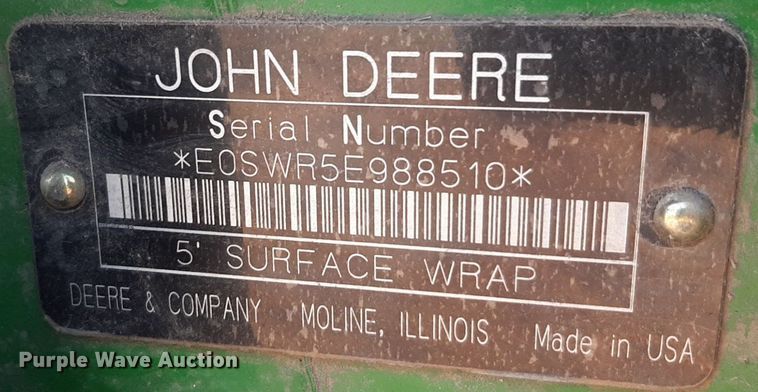 JOHN DEERE
Serial Number
*E0SWR5E988510*
5' SURFACE WRAP
DEERE & COMPANY MOLINE, ILLINOIS Made in USA
Purple Wave Auction